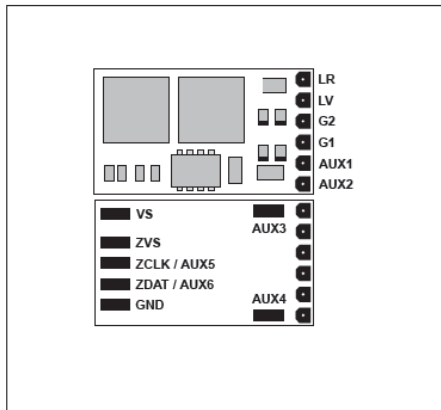 LR
LV
G2
G1
AUX1
AUX2
VS
AUX3
ZVS
ZCLK / AUX5
ZDAT / AUX6
AUX4
GND